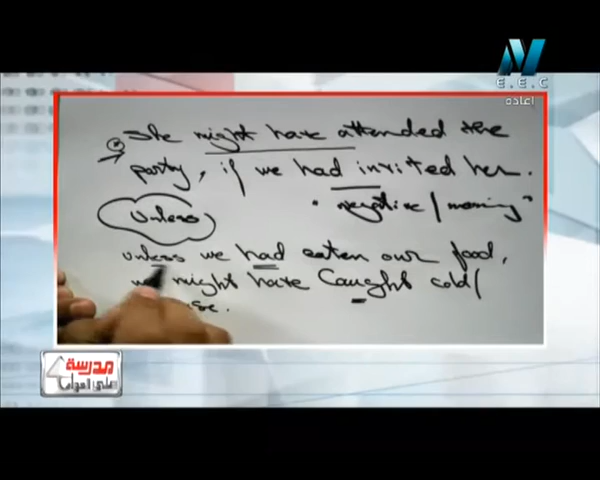 E.E.C
إعادة
She might have attended the
party, if we had invited her.
Unless
negative / meaning
unless we had eaten our food,
might have Caught cold/
مدرسة
على الهواء